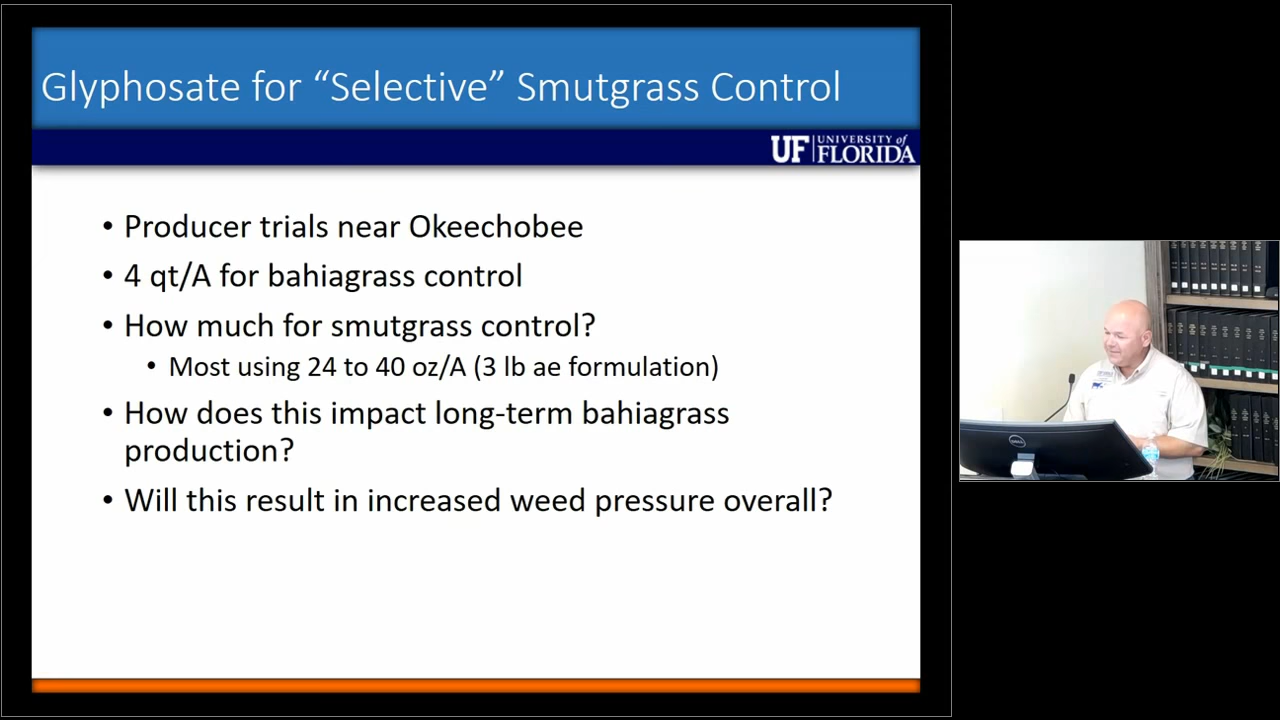 Glyphosate for “Selective” Smutgrass Control
UF UNIVERSITY of
FLORIDA
• Producer trials near Okeechobee
• 4 qt/A for bahiagrass control
• How much for smutgrass control?
• Most using 24 to 40 oz/A (3 lb ae formulation)
• How does this impact long-term bahiagrass
production?
• Will this result in increased weed pressure overall?
DELL